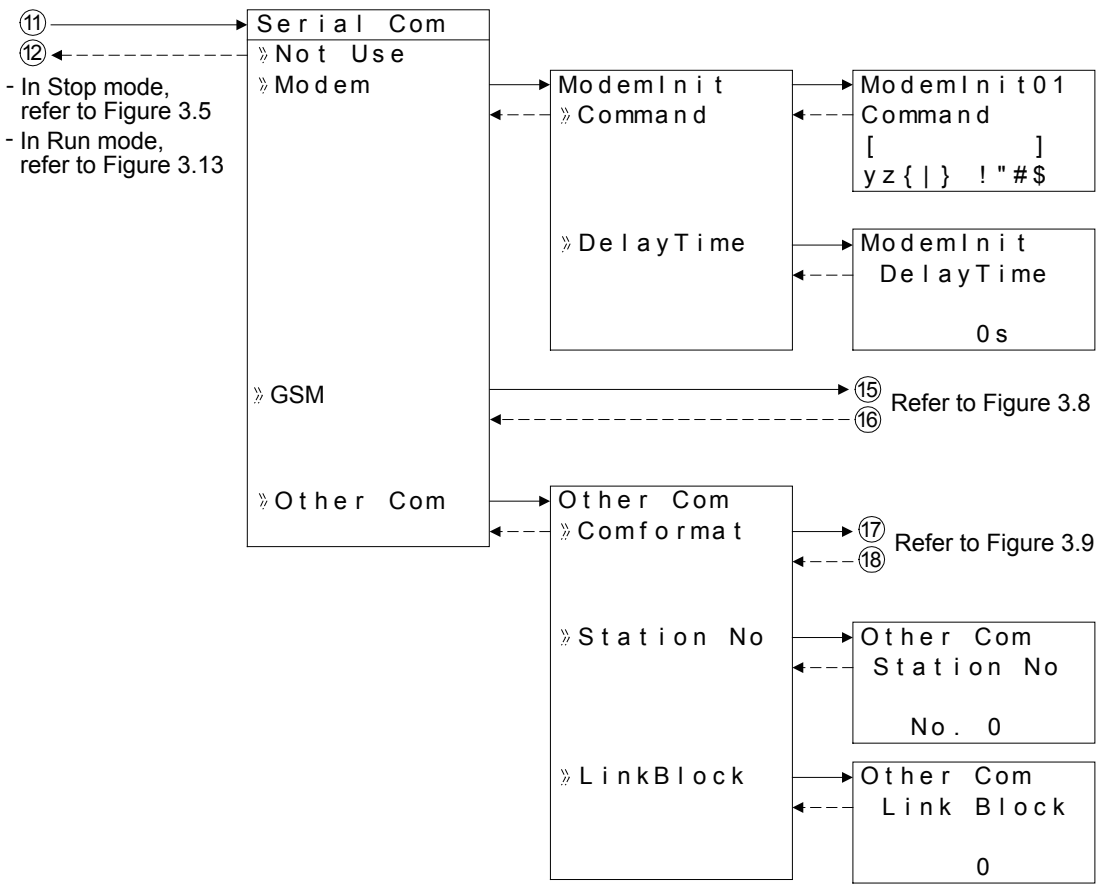 ⑪
Serial Com
⑫
»Not Use
- In Stop mode,
refer to Figure 3.5
- In Run mode,
refer to Figure 3.13
»Modem
ModemInit
»Command
ModemInit01
Command
[ ]
yz{|} !"#$
»DelayTime
ModemInit
DelayTime
0s
»GSM
⑮
⑯
Refer to Figure 3.8
»Other Com
Other Com
»Comformat
⑰
⑱
Refer to Figure 3.9
»Station No
Other Com
Station No
No. 0
»LinkBlock
Other Com
Link Block
0